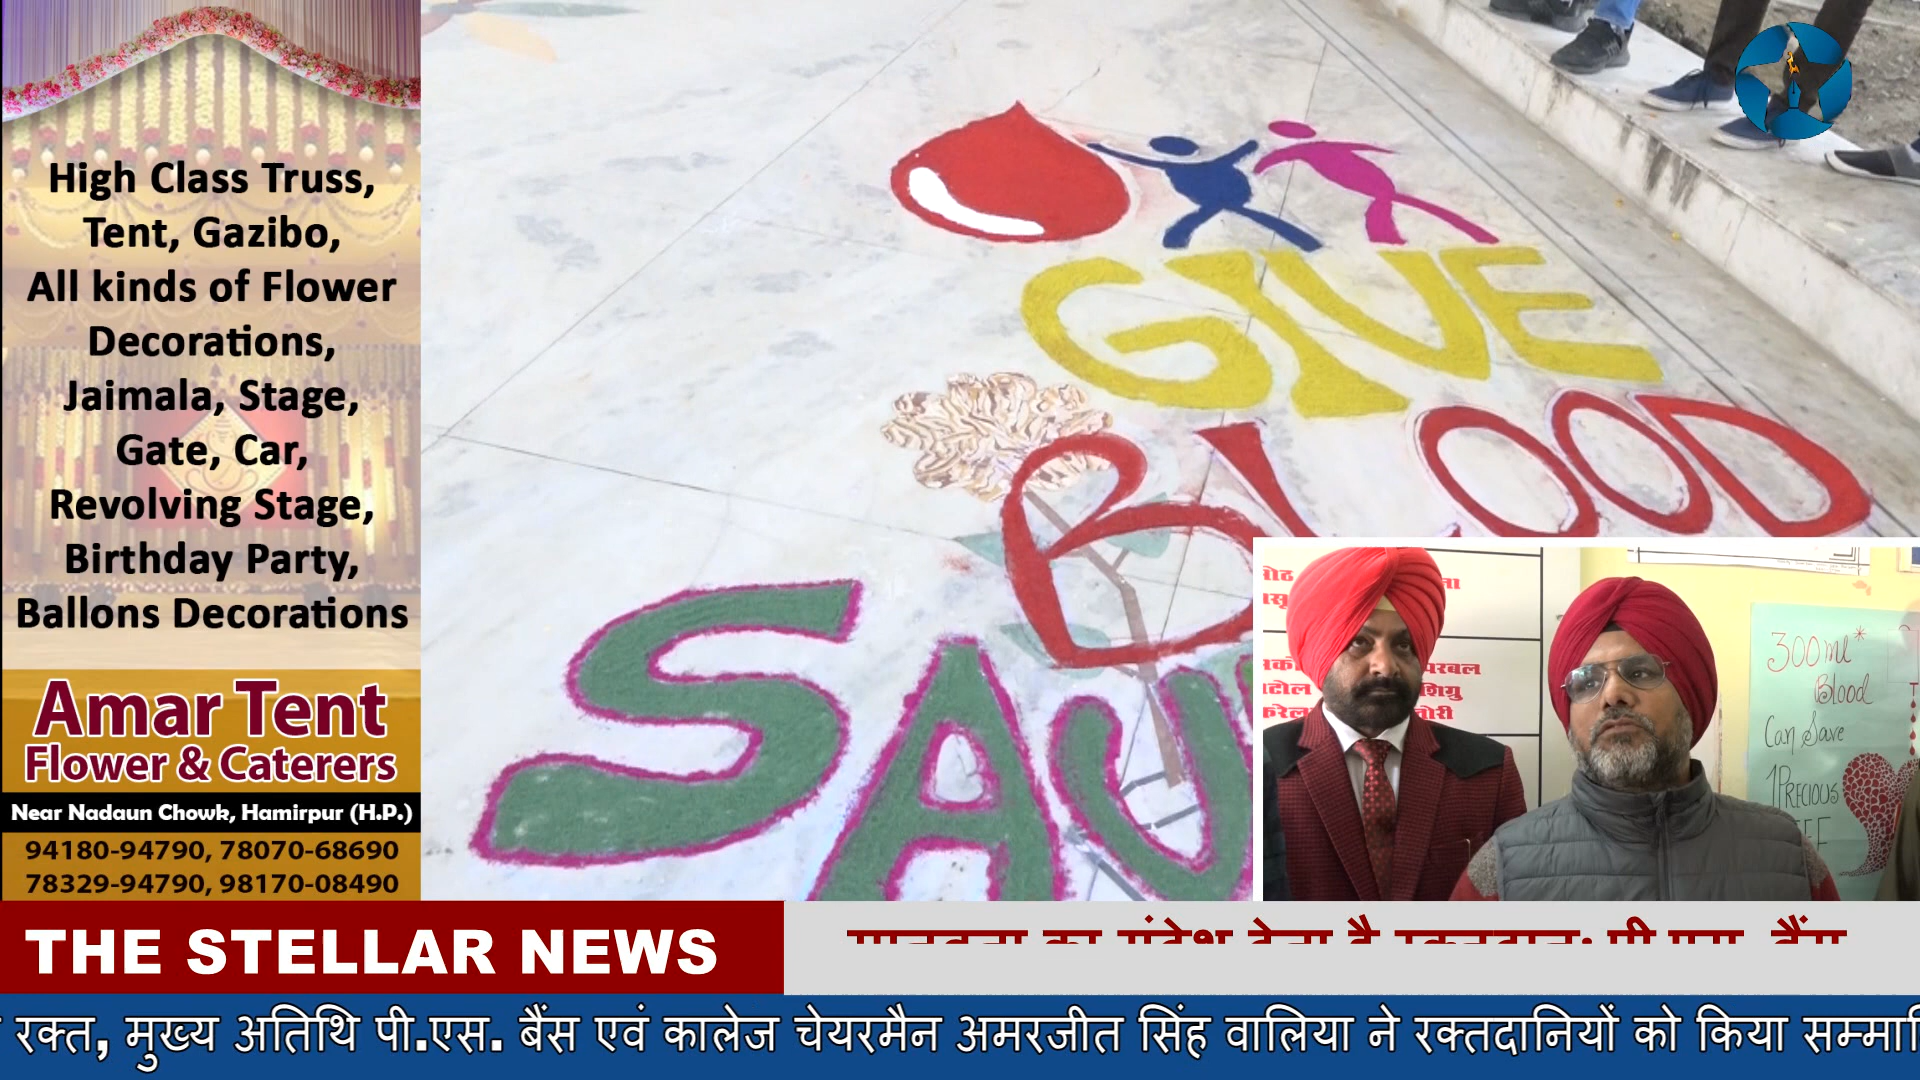 High Class Truss,
Tent, Gazibo,
All kinds of Flower
Decorations,
Jaimala, Stage,
Gate, Car,
Revolving Stage,
Birthday Party,
Ballons Decorations
Amar Tent
Flower & Caterers
Near Nadaun Chowk, Hamirpur (H.P.)
94180-94790, 78070-68690
78329-94790, 98170-08490
GIVE
BLOOD
SAV
300ml*
Blood
Can Save
1 PRECIOUS
परवल
शिग्रु
THE STELLAR NEWS
रक्त, मुख्य अतिथि पी.एस. बैंस एवं कालेज चेयरमैन अमरजीत सिंह वालिया ने रक्तदानियों को किया